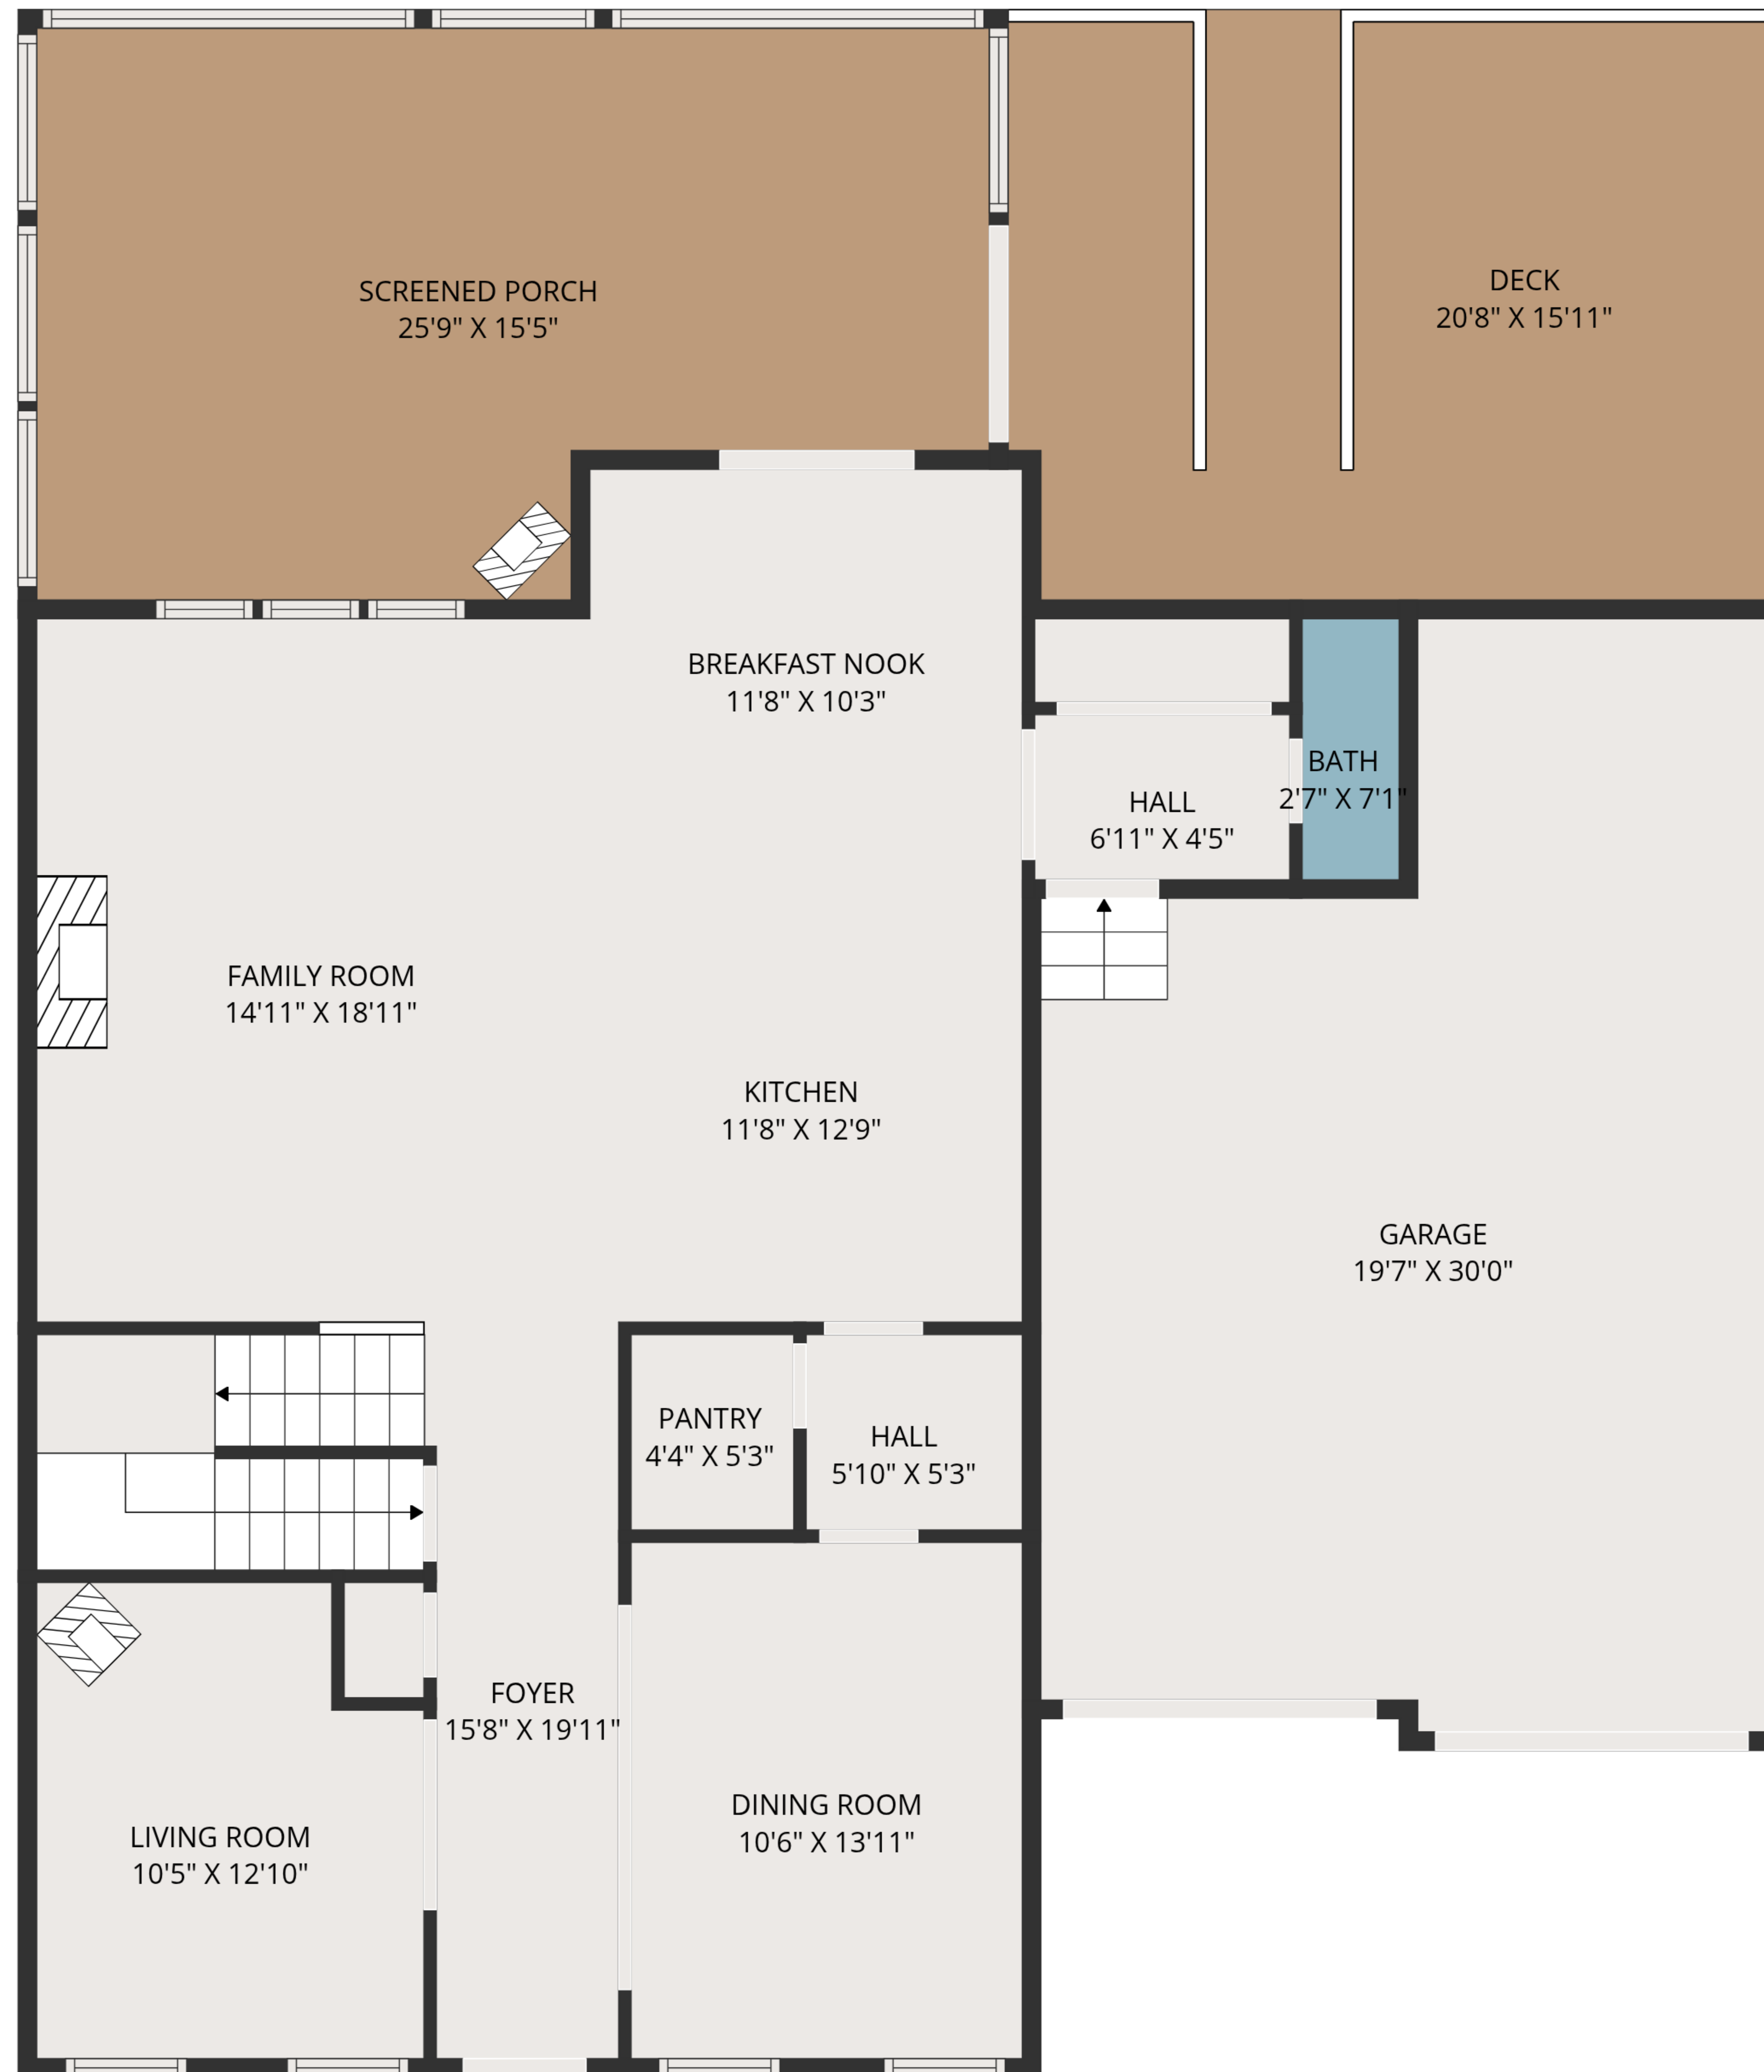 SCREENED PORCH
25'9" X 15'5"
DECK
20'8" X 15'11"
BREAKFAST NOOK
11'8" X 10'3"
BATH
2'7" X 7'1"
HALL
6'11" X 4'5"
FAMILY ROOM
14'11" X 18'11"
KITCHEN
11'8" X 12'9"
GARAGE
19'7" X 30'0"
PANTRY
4'4" X 5'3"
HALL
5'10" X 5'3"
FOYER
15'8" X 19'11"
DINING ROOM
10'6" X 13'11"
LIVING ROOM
10'5" X 12'10"